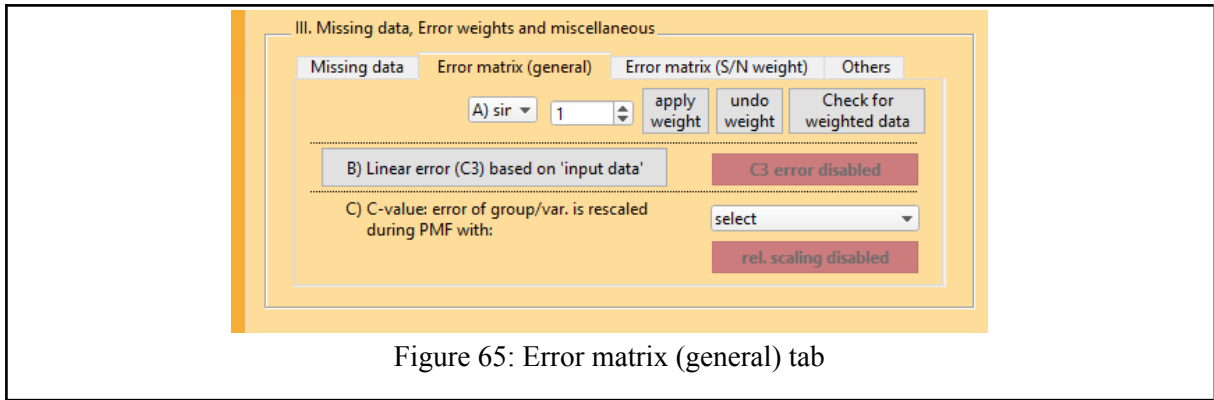 III. Missing data, Error weights and miscellaneous
Missing data Error matrix (general) Error matrix (S/N weight) Others
A) sir 1 apply weight undo weight Check for weighted data
B) Linear error (C3) based on 'input data' C3 error disabled
C) C-value: error of group/var. is rescaled
during PMF with: select
rel. scaling disabled
Figure 65: Error matrix (general) tab